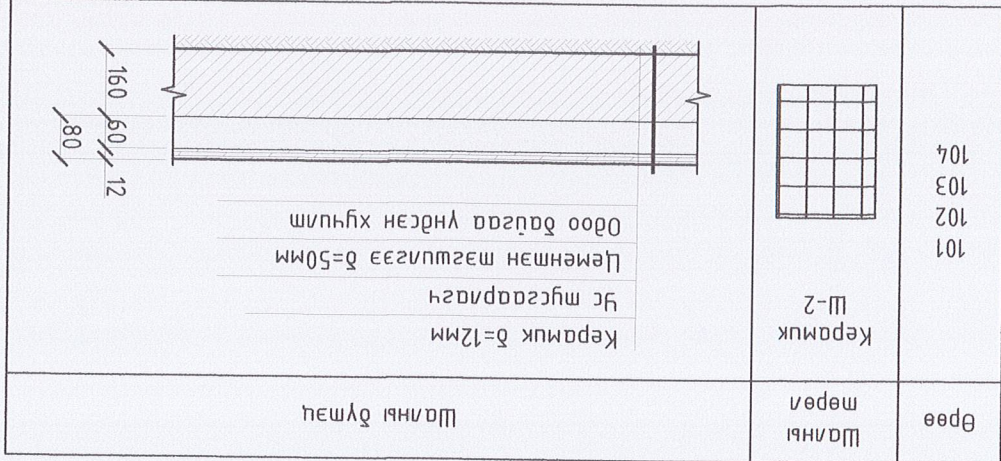 Өрөө
Шалны
төрөл
Шалны бүтэц
101
102
103
104
Керамик
Ш-2
Керамик δ=12мм
Ус тусгаарлагч
Цементэн тэгшилгээ δ=50мм
Одоо байгаа үндсэн хучилт
12
60
160
80